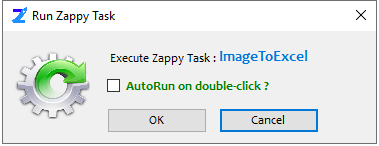 Run Zappy Task
Execute Zappy Task : ImageToExcel
AutoRun on double-click ?
OK
Cancel